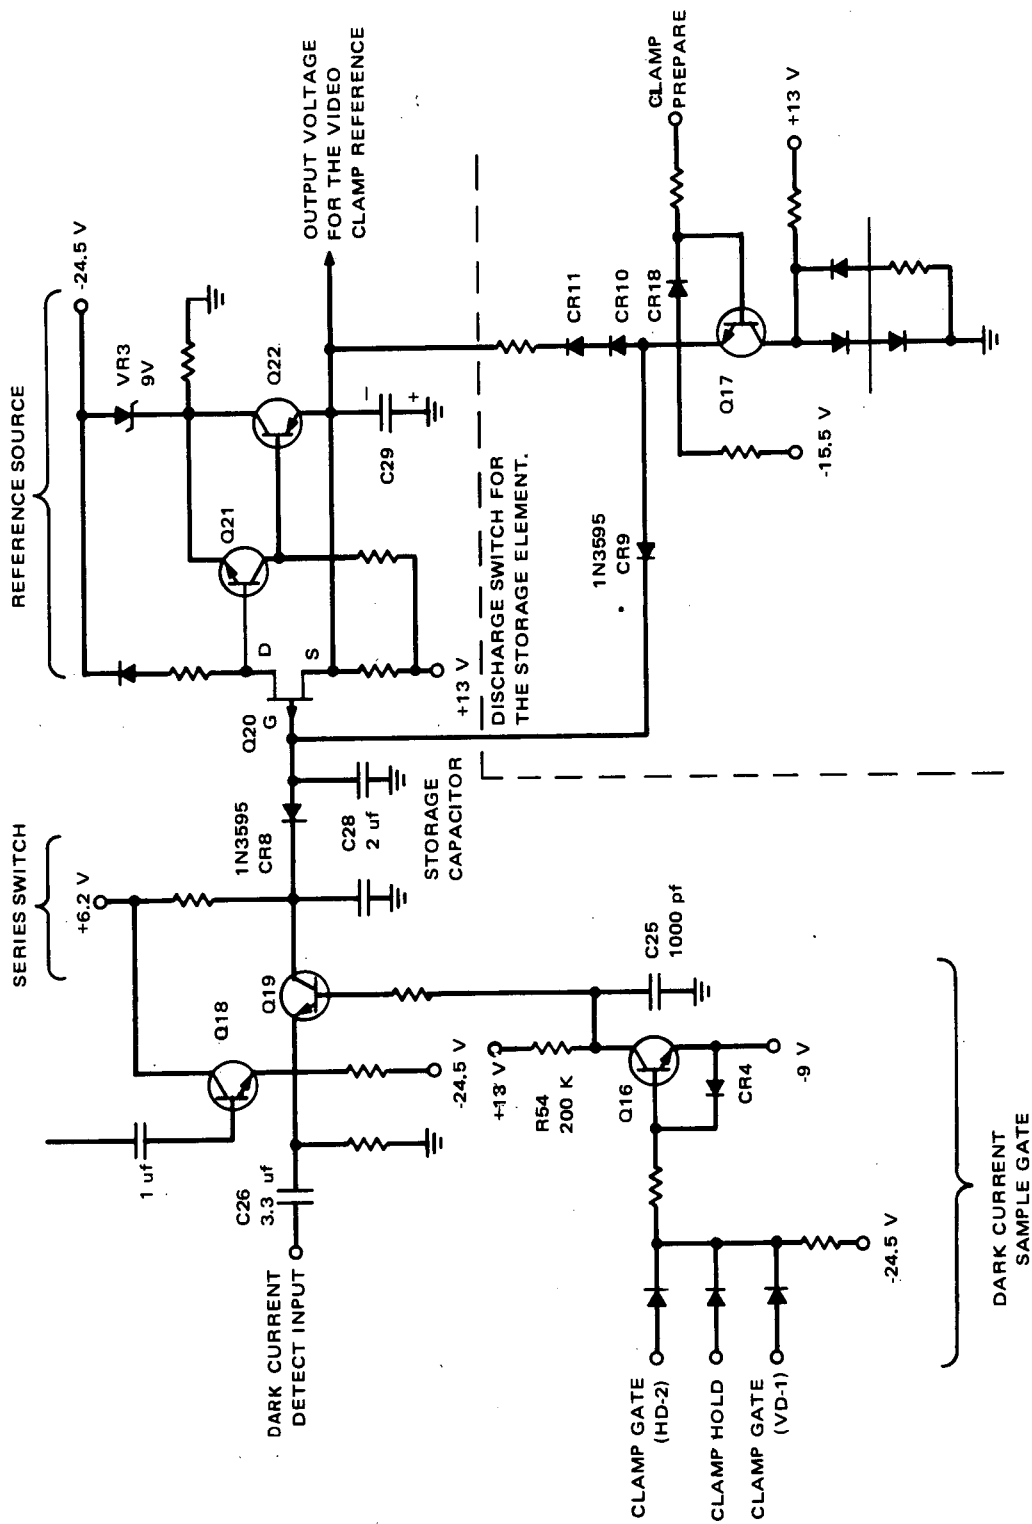 SERIES SWITCH
REFERENCE SOURCE
+6.2 V
-24.5 V
1 uf
Q18
Q19
1N3595
CR8
Q20
G
D
S
Q21
VR3
9V
Q22
OUTPUT VOLTAGE
FOR THE VIDEO
CLAMP REFERENCE
DARK CURRENT
DETECT INPUT
C26
3.3 uf
-24.5 V
C28
2 uf
STORAGE
CAPACITOR
+13 V
C29
-
+
DISCHARGE SWITCH FOR
THE STORAGE ELEMENT.
CR11
CR10
CR18
CLAMP
PREPARE
1N3595
CR9
-15.5 V
Q17
+13 V
+13 V
R54
200 K
Q16
C25
1000 pf
CR4
-9 V
CLAMP GATE
(HD-2)
CLAMP HOLD
CLAMP GATE
(VD-1)
-24.5 V
DARK CURRENT
SAMPLE GATE